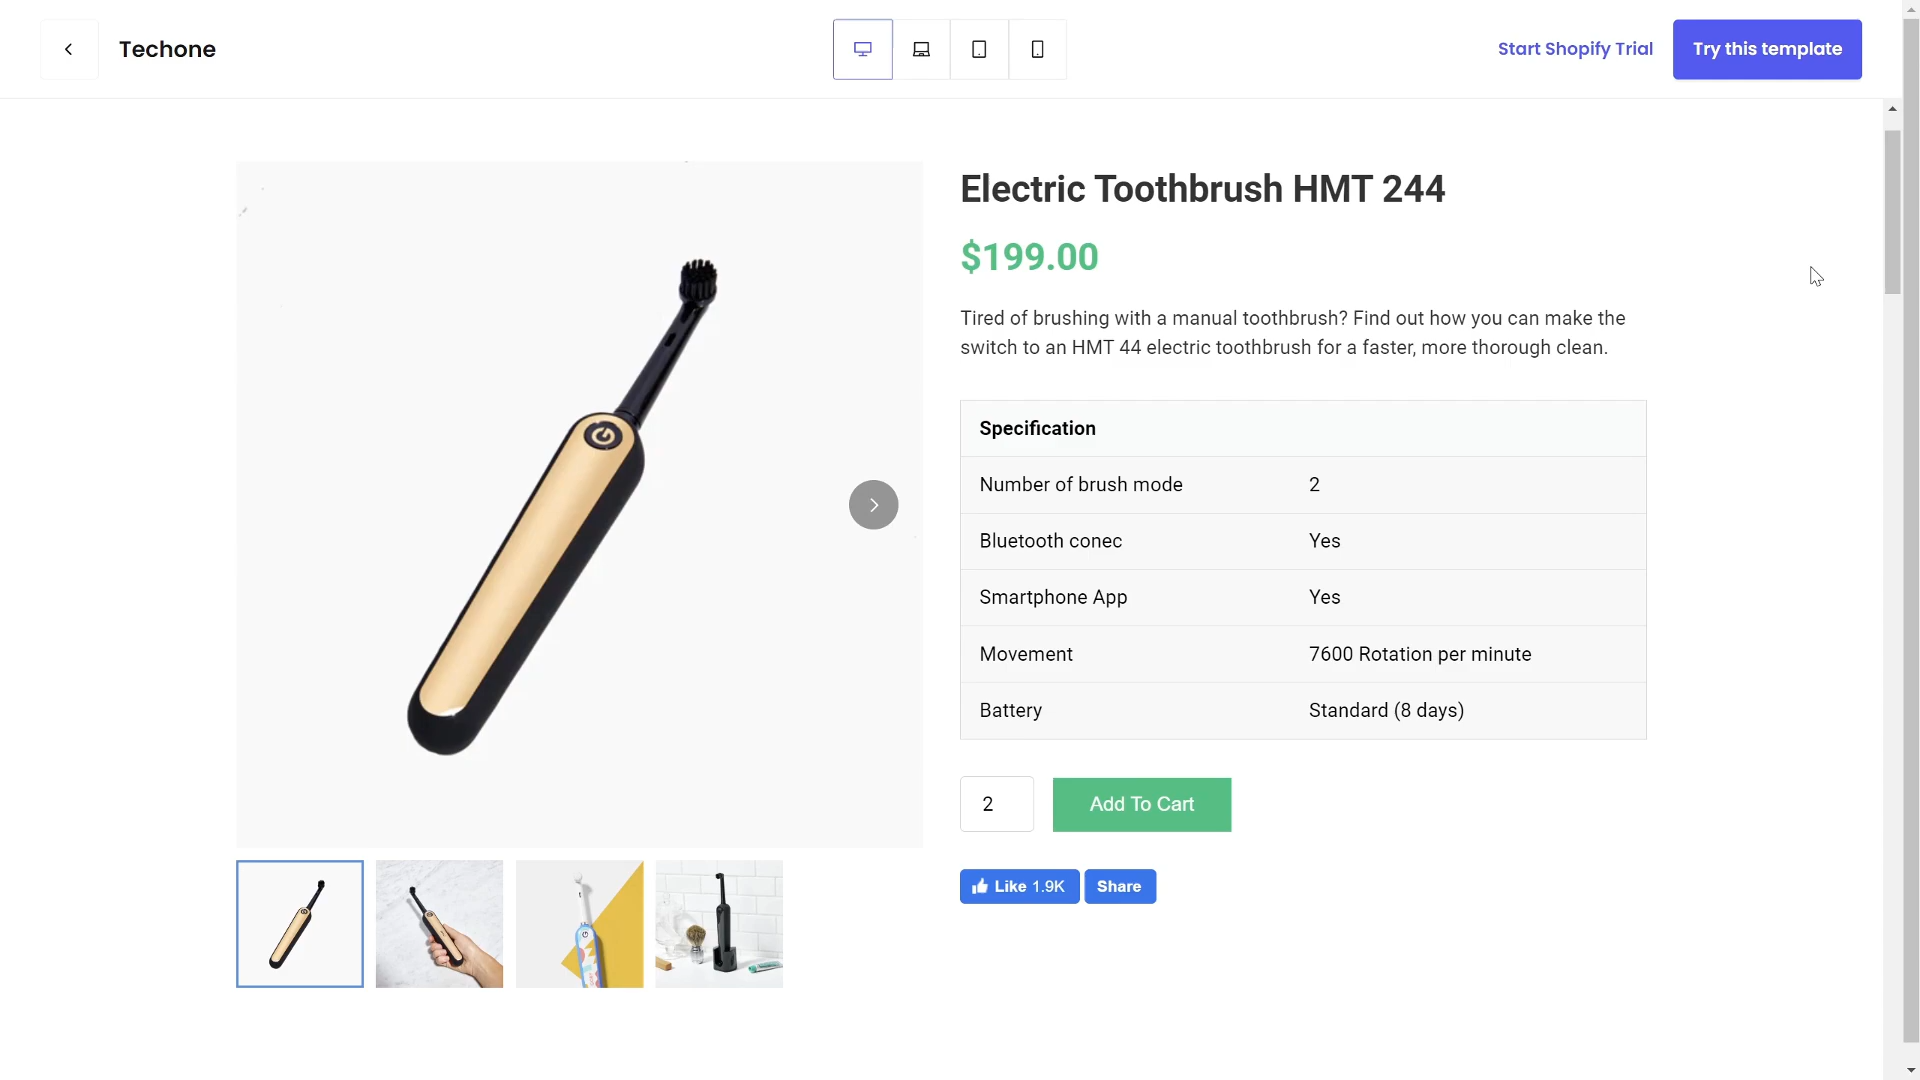 Techone
Start Shopify Trial
Try this template
Electric Toothbrush HMT 244
$199.00
Tired of brushing with a manual toothbrush? Find out how you can make the
switch to an HMT 44 electric toothbrush for a faster, more thorough clean.
Specification
Number of brush mode 2
Bluetooth conec Yes
Smartphone App Yes
Movement 7600 Rotation per minute
Battery Standard (8 days)
2
Add To Cart
Like 1.9K
Share